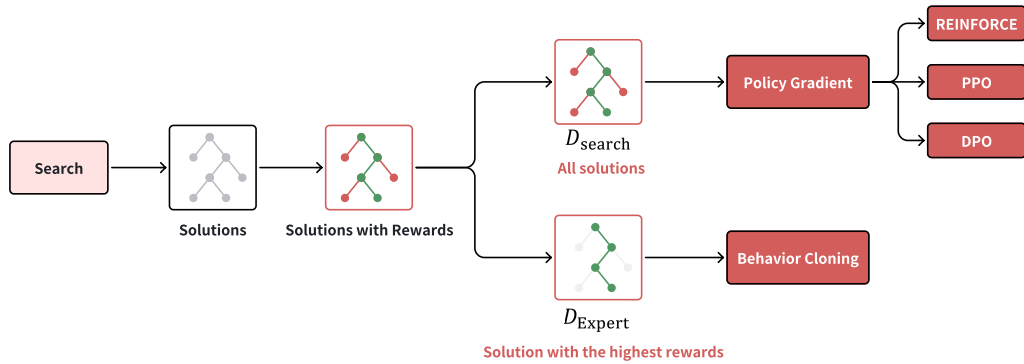 Search
Solutions
Solutions with Rewards
D_search
All solutions
Policy Gradient
REINFORCE
PPO
DPO
D_Expert
Solution with the highest rewards
Behavior Cloning